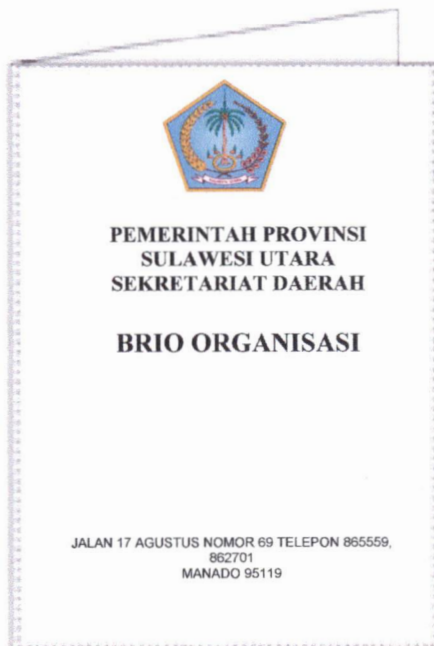 PEMERINTAH PROVINSI
SULAWESI UTARA
SEKRETARIAT DAERAH
BRIO ORGANISASI
JALAN 17 AGUSTUS NOMOR 69 TELEPON 865559,
862701
MANADO 95119